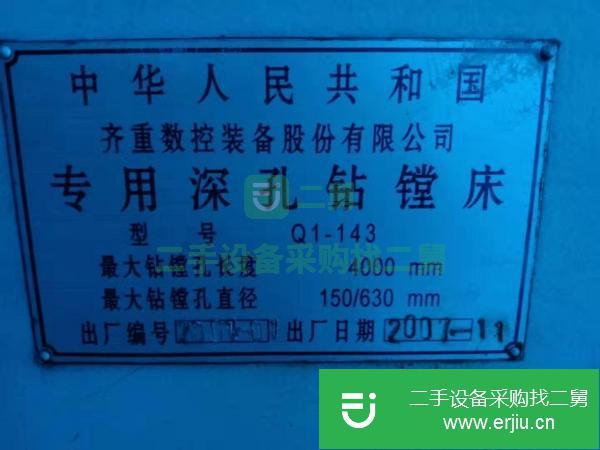 中华人民共和国
齐重数控装备股份有限公司
专用深孔钻镗床
型 号 Q1-143
最大钻镗孔长度 4000 mm
最大钻镗孔直径 150/630 mm
出厂编号 出厂日期 2007-11
二舅
二手设备采购找二舅
二手设备采购找二舅
www.erjiu.cn